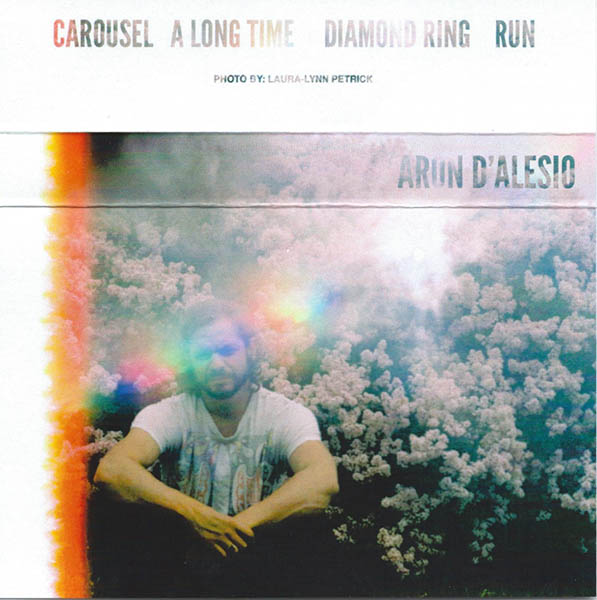 CAROUSEL A LONG TIME DIAMOND RING RUN
PHOTO BY: LAURA-LYNN PETRICK
ARUN D'ALESIO